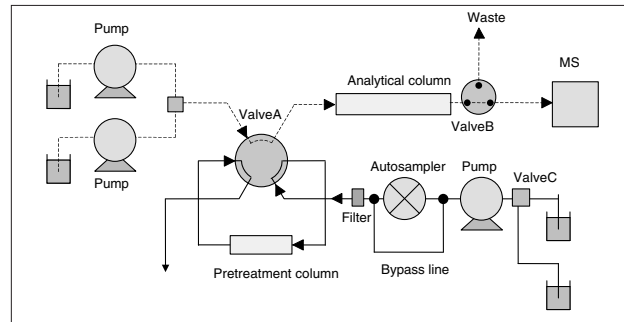 Waste
Pump
MS
Analytical column
ValveA
ValveB
Pump
Autosampler
Pump
ValveC
Filter
Pretreatment column
Bypass line